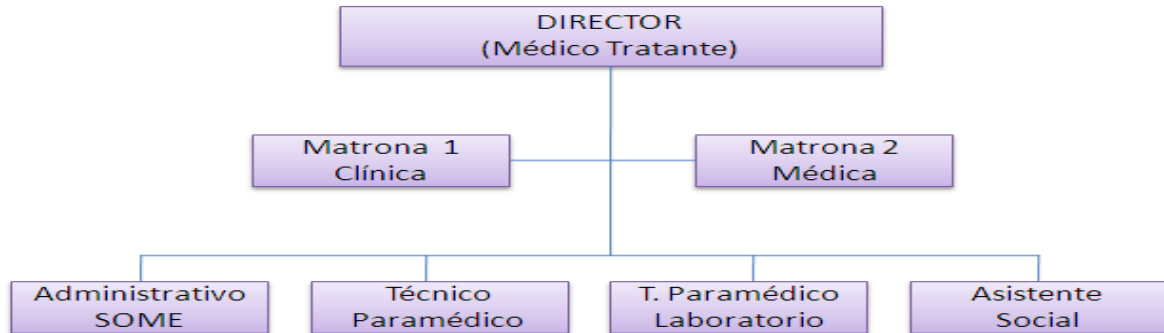 DIRECTOR
(Médico Tratante)
Matrona 1
Clínica
Matrona 2
Médica
Administrativo
SOME
Técnico
Paramédico
T. Paramédico
Laboratorio
Asistente
Social